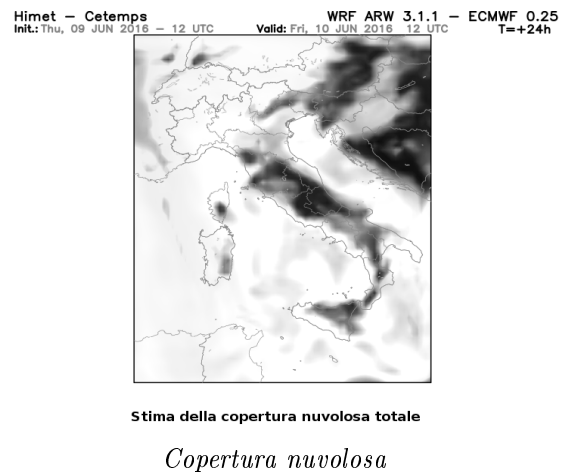 Himet – Cetemps WRF ARW 3.1.1 – ECMWF 0.25
Init.: Thu, 09 JUN 2016 – 12 UTC Valid: Fri, 10 JUN 2016 12 UTC T=+24h
Stima della copertura nuvolosa totale
Copertura nuvolosa